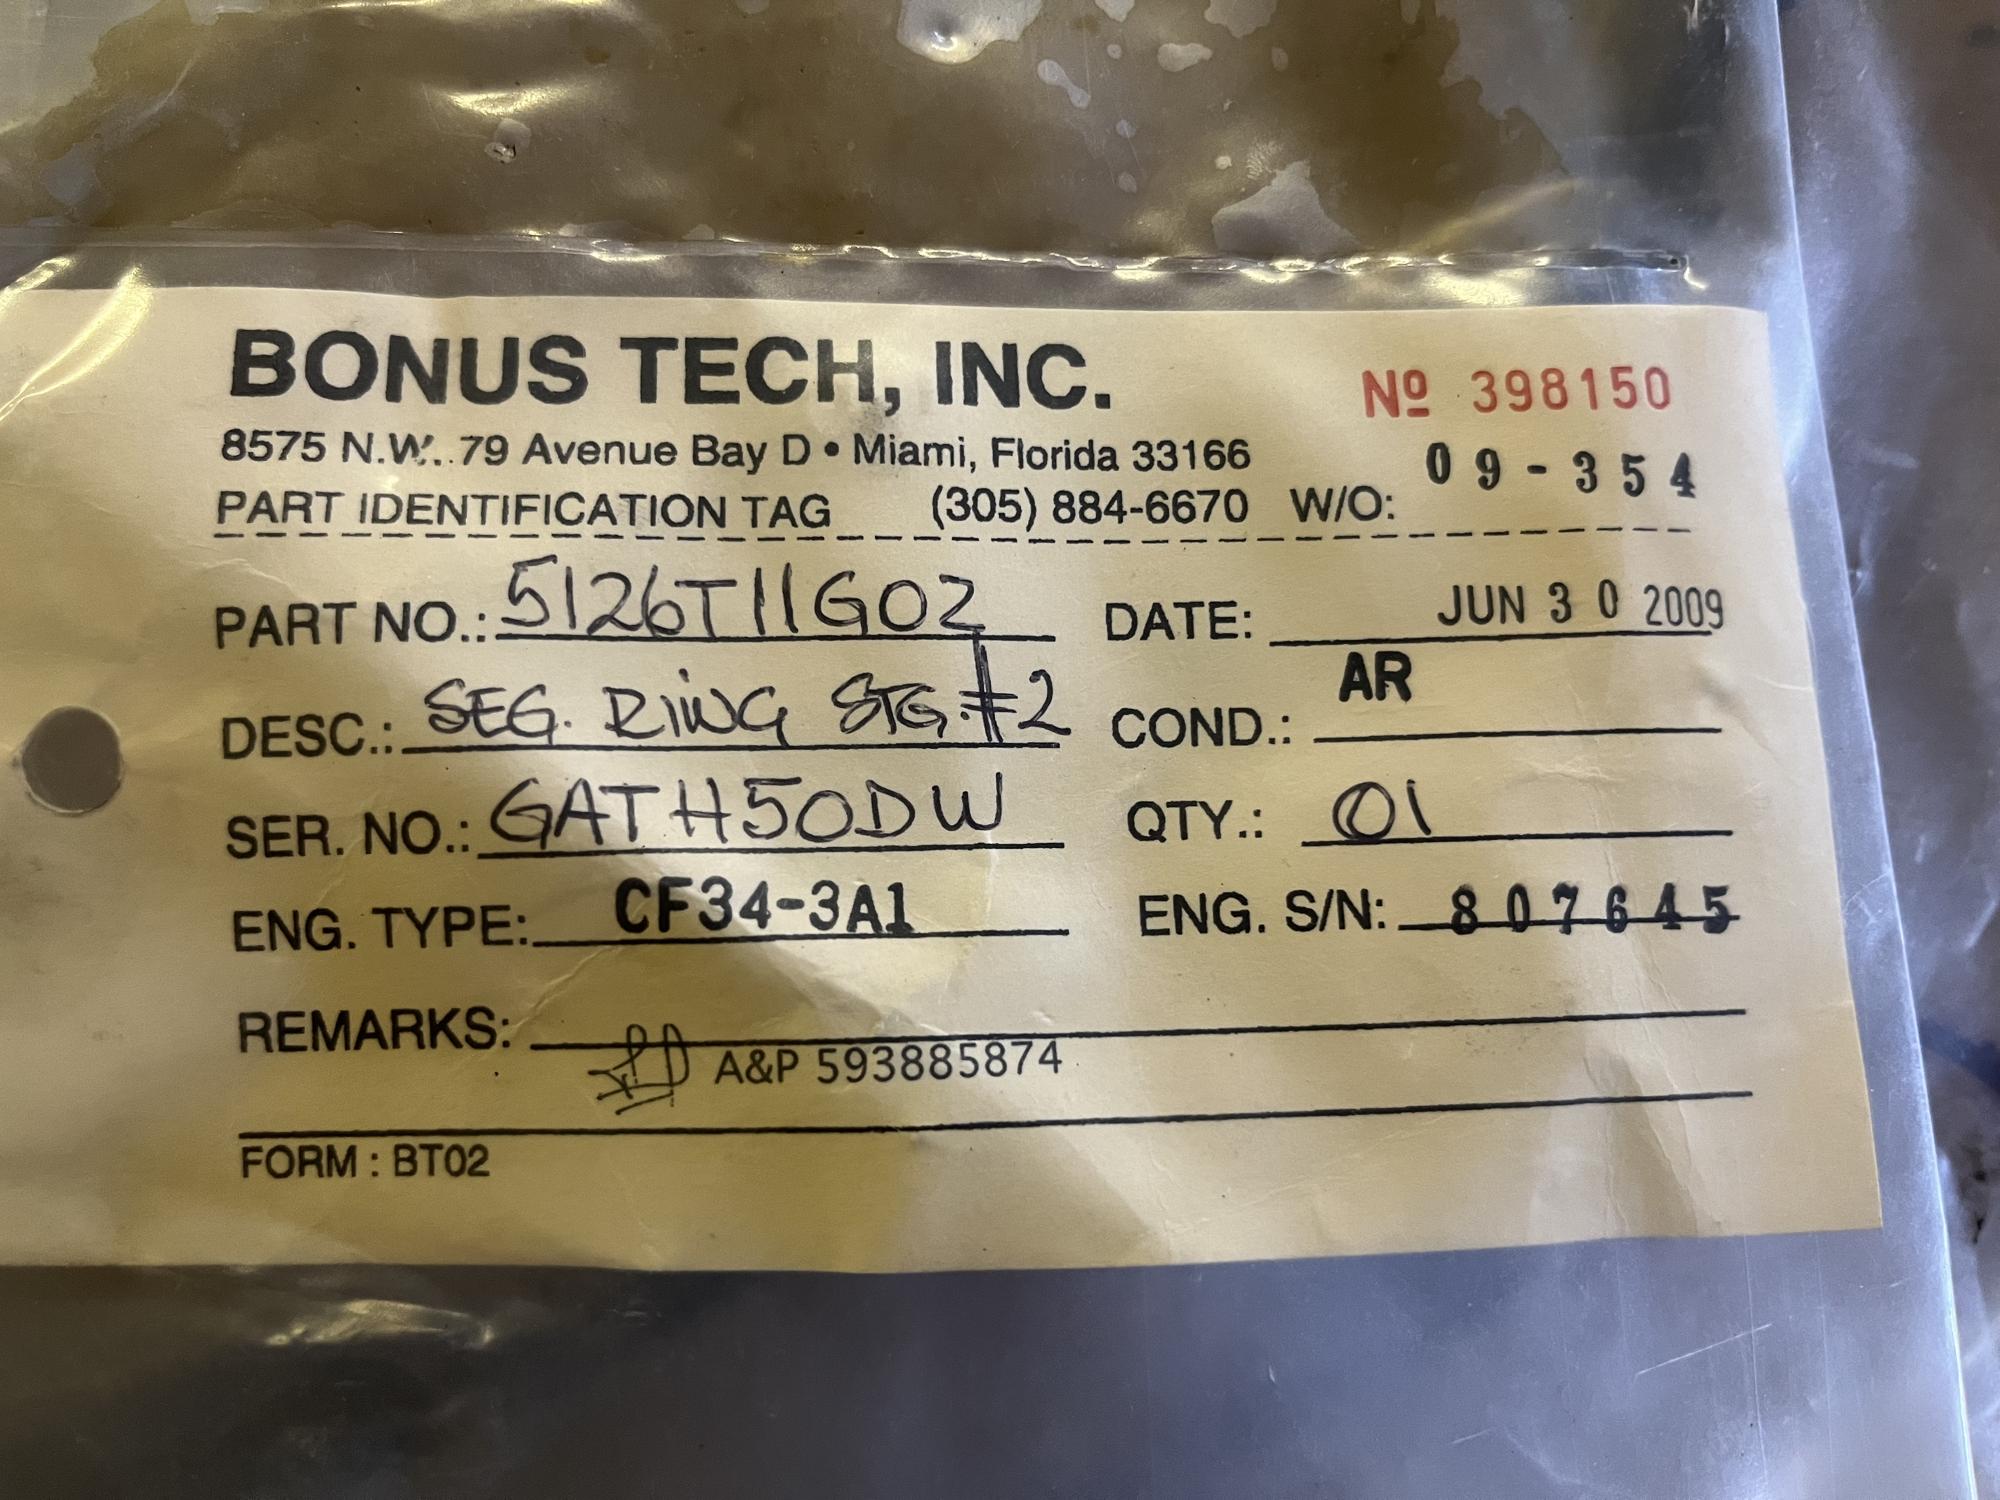 BONUS TECH, INC.
Nº 398150
8575 N.W. 79 Avenue Bay D • Miami, Florida 33166
PART IDENTIFICATION TAG (305) 884-6670 W/O: 09-354
PART NO.: 5126T11G02 DATE: JUN 30 2009
DESC.: SEG. RING STG. #2 COND.: AR
SER. NO.: GATH50DW QTY.: 01
ENG. TYPE: CF34-3A1 ENG. S/N: 807645
REMARKS:
A&P 593885874
FORM : BT02